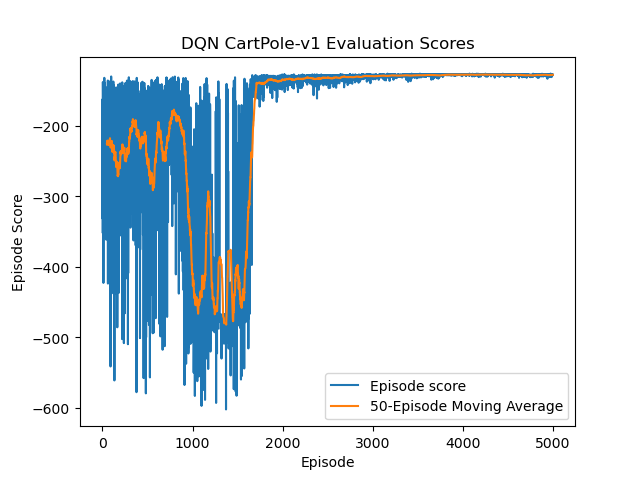 DQN CartPole-v1 Evaluation Scores
−200
−300
−400
−500
−600
Episode Score
0
1000
2000
3000
4000
5000
Episode
Episode score
50-Episode Moving Average